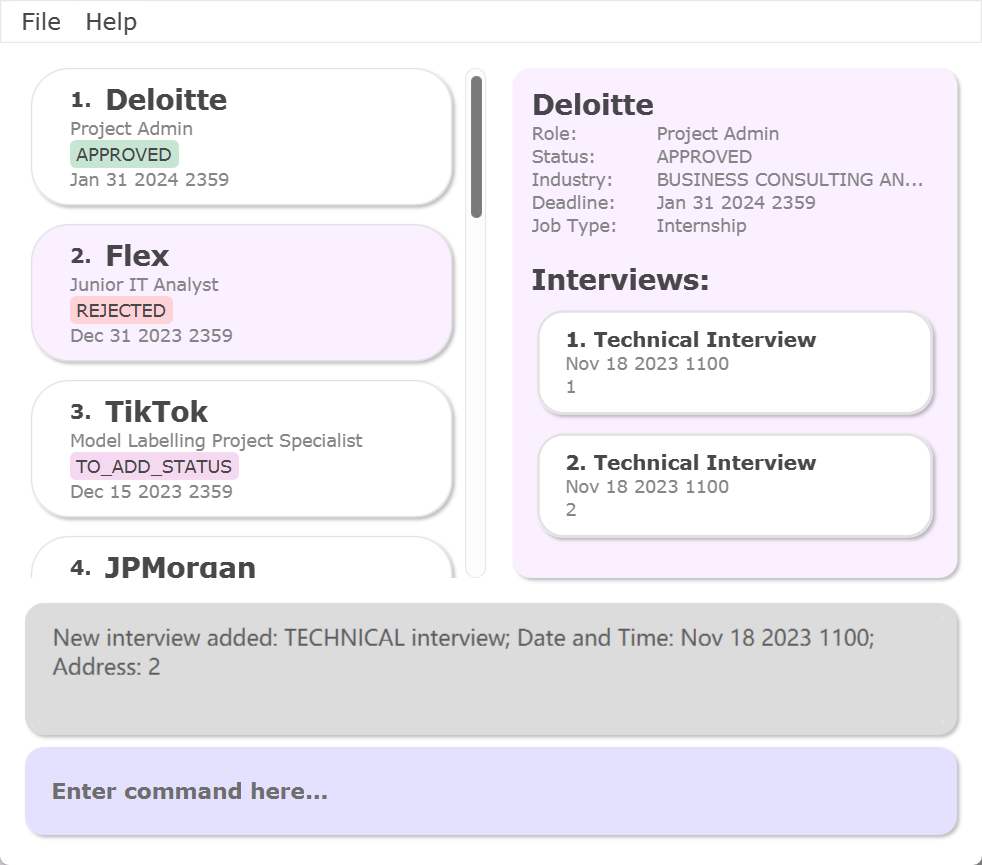 File Help
1. Deloitte
Project Admin
APPROVED
Jan 31 2024 2359
2. Flex
Junior IT Analyst
REJECTED
Dec 31 2023 2359
3. TikTok
Model Labelling Project Specialist
TO_ADD_STATUS
Dec 15 2023 2359
4. JPMorgan
Deloitte
Role: Project Admin
Status: APPROVED
Industry: BUSINESS CONSULTING AN...
Deadline: Jan 31 2024 2359
Job Type: Internship
Interviews:
1. Technical Interview
Nov 18 2023 1100
1
2. Technical Interview
Nov 18 2023 1100
2
New interview added: TECHNICAL interview; Date and Time: Nov 18 2023 1100;
Address: 2
Enter command here...